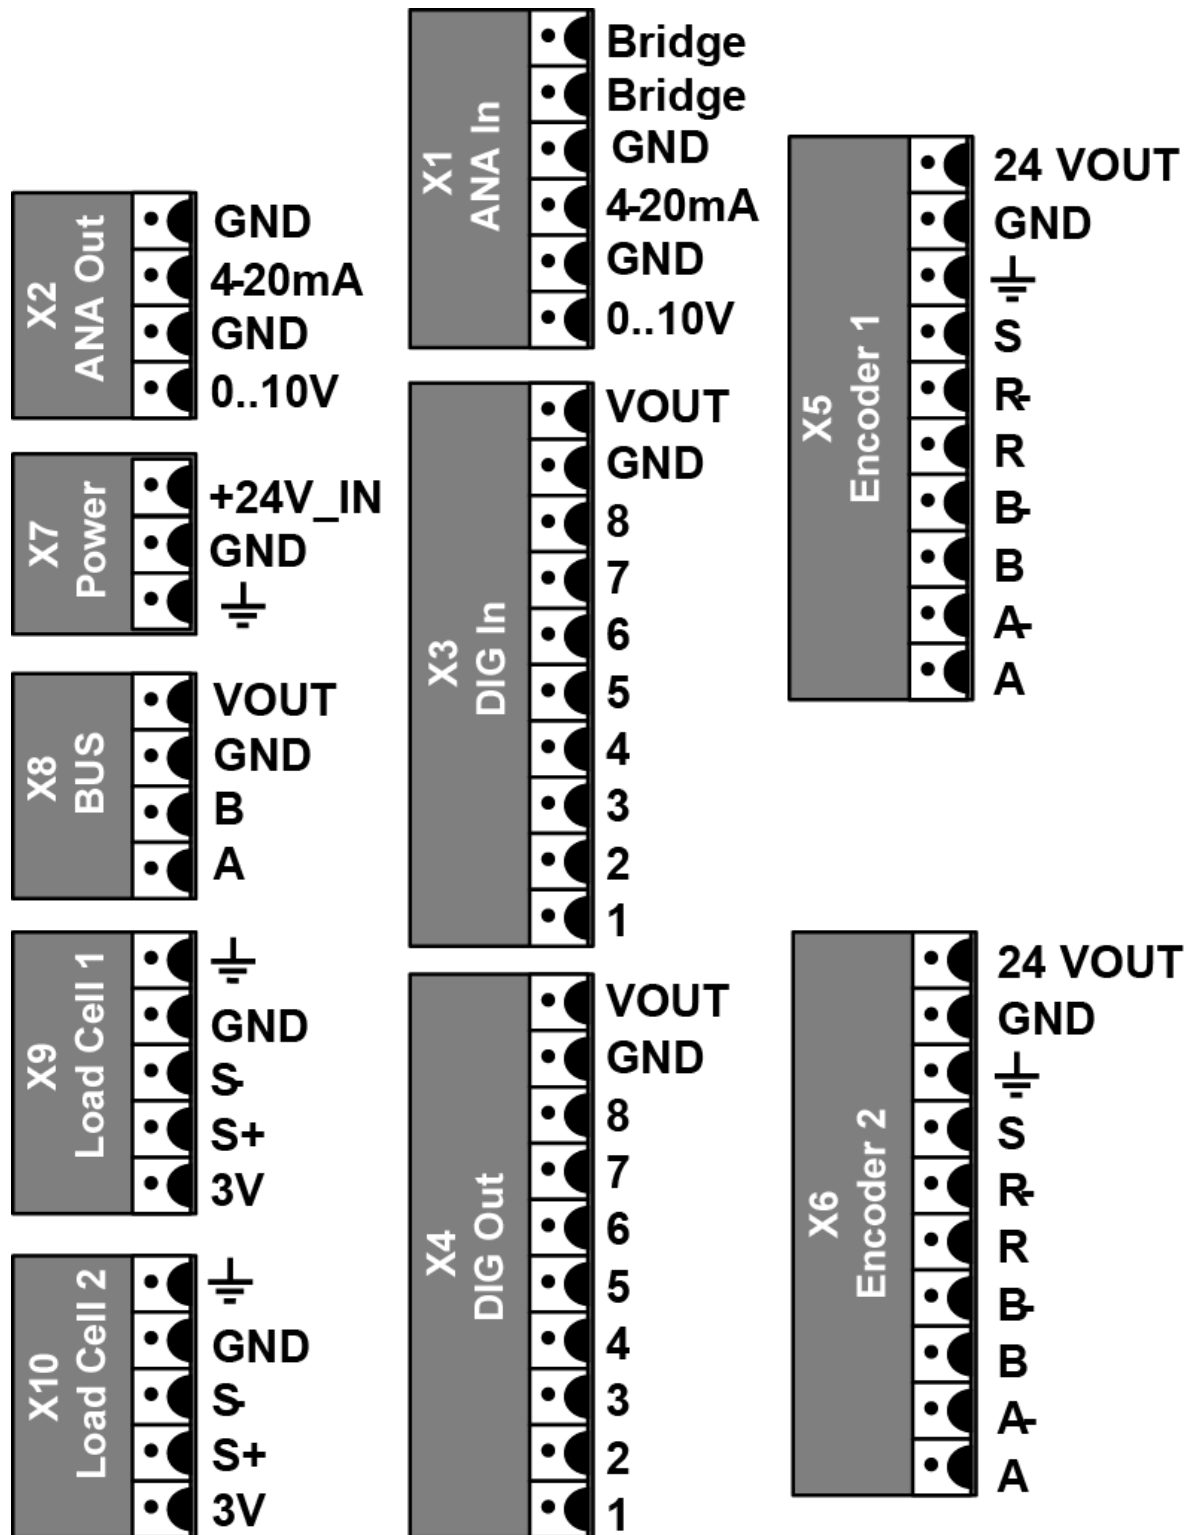 X1
ANA In
Bridge
Bridge
GND
4-20mA
GND
0..10V
X2
ANA Out
GND
4-20mA
GND
0..10V
X7
Power
+24V_IN
GND
X8
BUS
VOUT
GND
B
A
X9
Load Cell 1
GND
S-
S+
3V
X10
Load Cell 2
GND
S-
S+
3V
X3
DIG In
VOUT
GND
8
7
6
5
4
3
2
1
X4
DIG Out
VOUT
GND
8
7
6
5
4
3
2
1
X5
Encoder 1
24 VOUT
GND
S
R-
R
B-
B
A-
A
X6
Encoder 2
24 VOUT
GND
S
R-
R
B-
B
A-
A